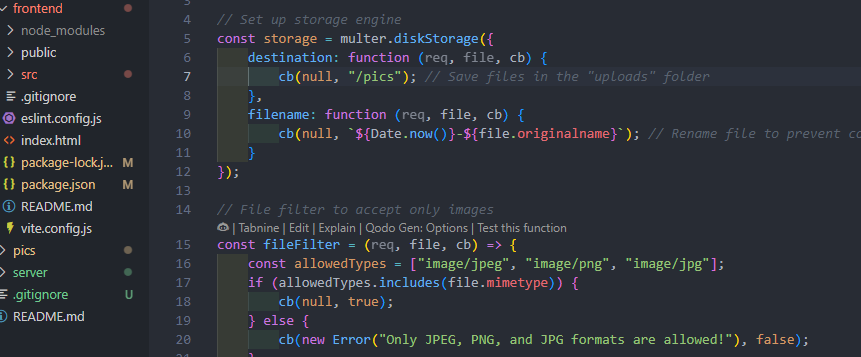 frontend
node_modules
public
src
.gitignore
eslint.config.js
index.html
package-lock.j... M
package.json M
README.md
vite.config.js
pics
server
.gitignore U
README.md
4 // Set up storage engine
5 const storage = multer.diskStorage({
6 destination: function (req, file, cb) {
7 cb(null, "/pics"); // Save files in the "uploads" folder
8 },
9 filename: function (req, file, cb) {
10 cb(null, `${Date.now()}-${file.originalname}`); // Rename file to prevent co
11 }
12 });
13
14 // File filter to accept only images
| Tabnine | Edit | Explain | Qodo Gen: Options | Test this function
15 const fileFilter = (req, file, cb) => {
16 const allowedTypes = ["image/jpeg", "image/png", "image/jpg"];
17 if (allowedTypes.includes(file.mimetype)) {
18 cb(null, true);
19 } else {
20 cb(new Error("Only JPEG, PNG, and JPG formats are allowed!"), false);